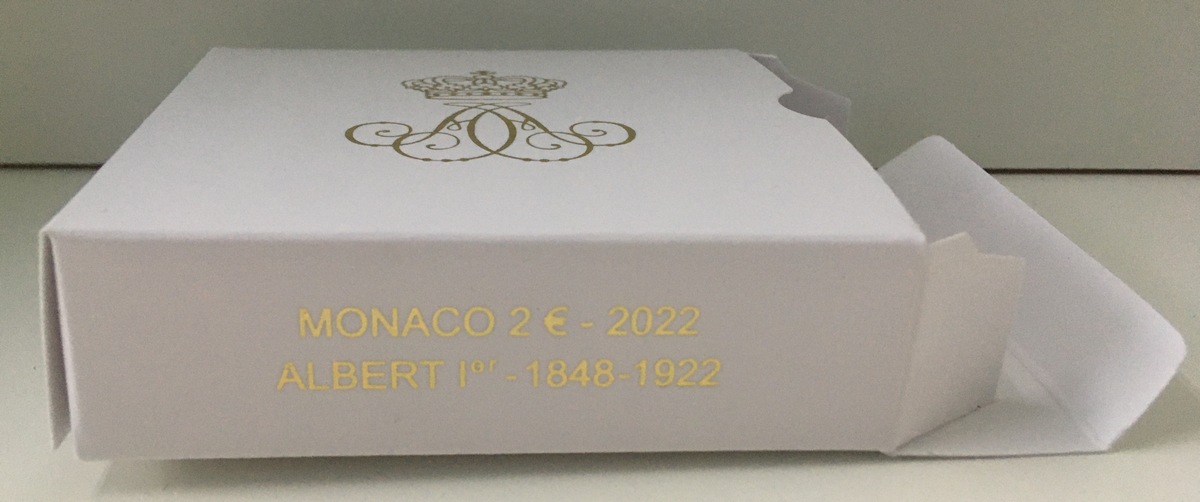 MONACO 2 € - 2022
ALBERT Iᵉʳ - 1848-1922